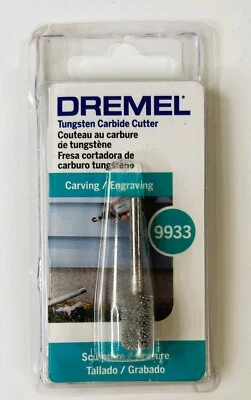 DREMEL
Tungsten Carbide Cutter
Couteau au carbure
de tungstène
Fresa cortadora de
carburo tungsteno
Carving / Engraving
9933
Tallado / Grabado